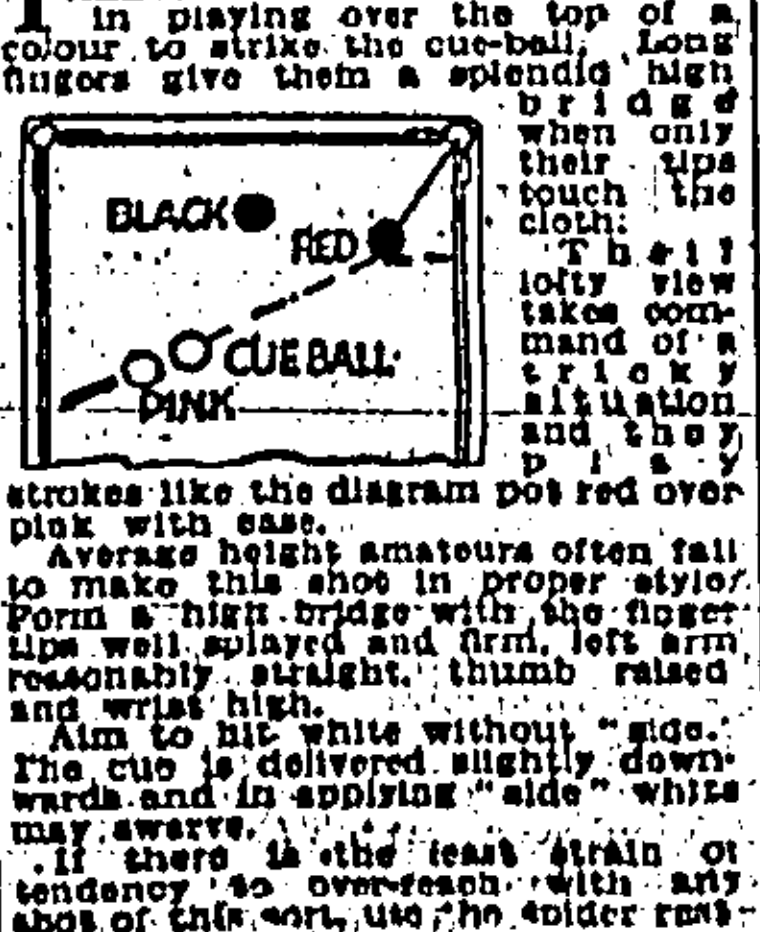 in playing over the top of a
colour to strike the cue-ball. Long
fingers give them a splendid high
bridge
when only
their tips
touch the
cloth.
Their
lofty view
takes com-
mand of a
tricky
situation
and they
play
strokes like the diagram pot red over
pink with ease.
BLACK
RED
CUE BALL
PINK
Average height amateurs often fail
to make this shot in proper style.
Form a high bridge with the finger
tips well splayed and firm, left arm
reasonably straight, thumb raised
and wrist high.
Aim to hit white without "side."
The cue is delivered slightly down-
wards and in applying "side" white
may swerve.
If there is the least strain or
tendency to over-reach with any
shot of this sort, use the spider rest